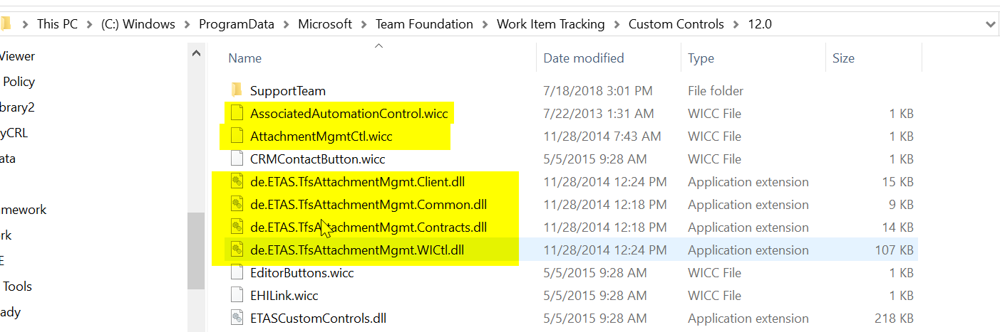 This PC > (C:) Windows > ProgramData > Microsoft > Team Foundation > Work Item Tracking > Custom Controls > 12.0
Viewer
Policy
brary2
yCRL
ata
mework
rk
E
Tools
ady
Name Date modified Type Size
SupportTeam 7/18/2018 3:01 PM File folder
AssociatedAutomationControl.wicc 7/22/2013 1:31 AM WICC File 1 KB
AttachmentMgmtCtl.wicc 11/28/2014 7:43 AM WICC File 1 KB
CRMContactButton.wicc 5/5/2015 9:28 AM WICC File 1 KB
de.ETAS.TfsAttachmentMgmt.Client.dll 11/28/2014 12:24 PM Application extension 15 KB
de.ETAS.TfsAttachmentMgmt.Common.dll 11/28/2014 12:18 PM Application extension 9 KB
de.ETAS.TfsAttachmentMgmt.Contracts.dll 11/28/2014 12:18 PM Application extension 14 KB
de.ETAS.TfsAttachmentMgmt.WICtl.dll 11/28/2014 12:24 PM Application extension 107 KB
EditorButtons.wicc 5/5/2015 9:28 AM WICC File 1 KB
EHILink.wicc 5/5/2015 9:28 AM WICC File 1 KB
ETASCustomControls.dll 5/5/2015 9:28 AM Application extension 218 KB